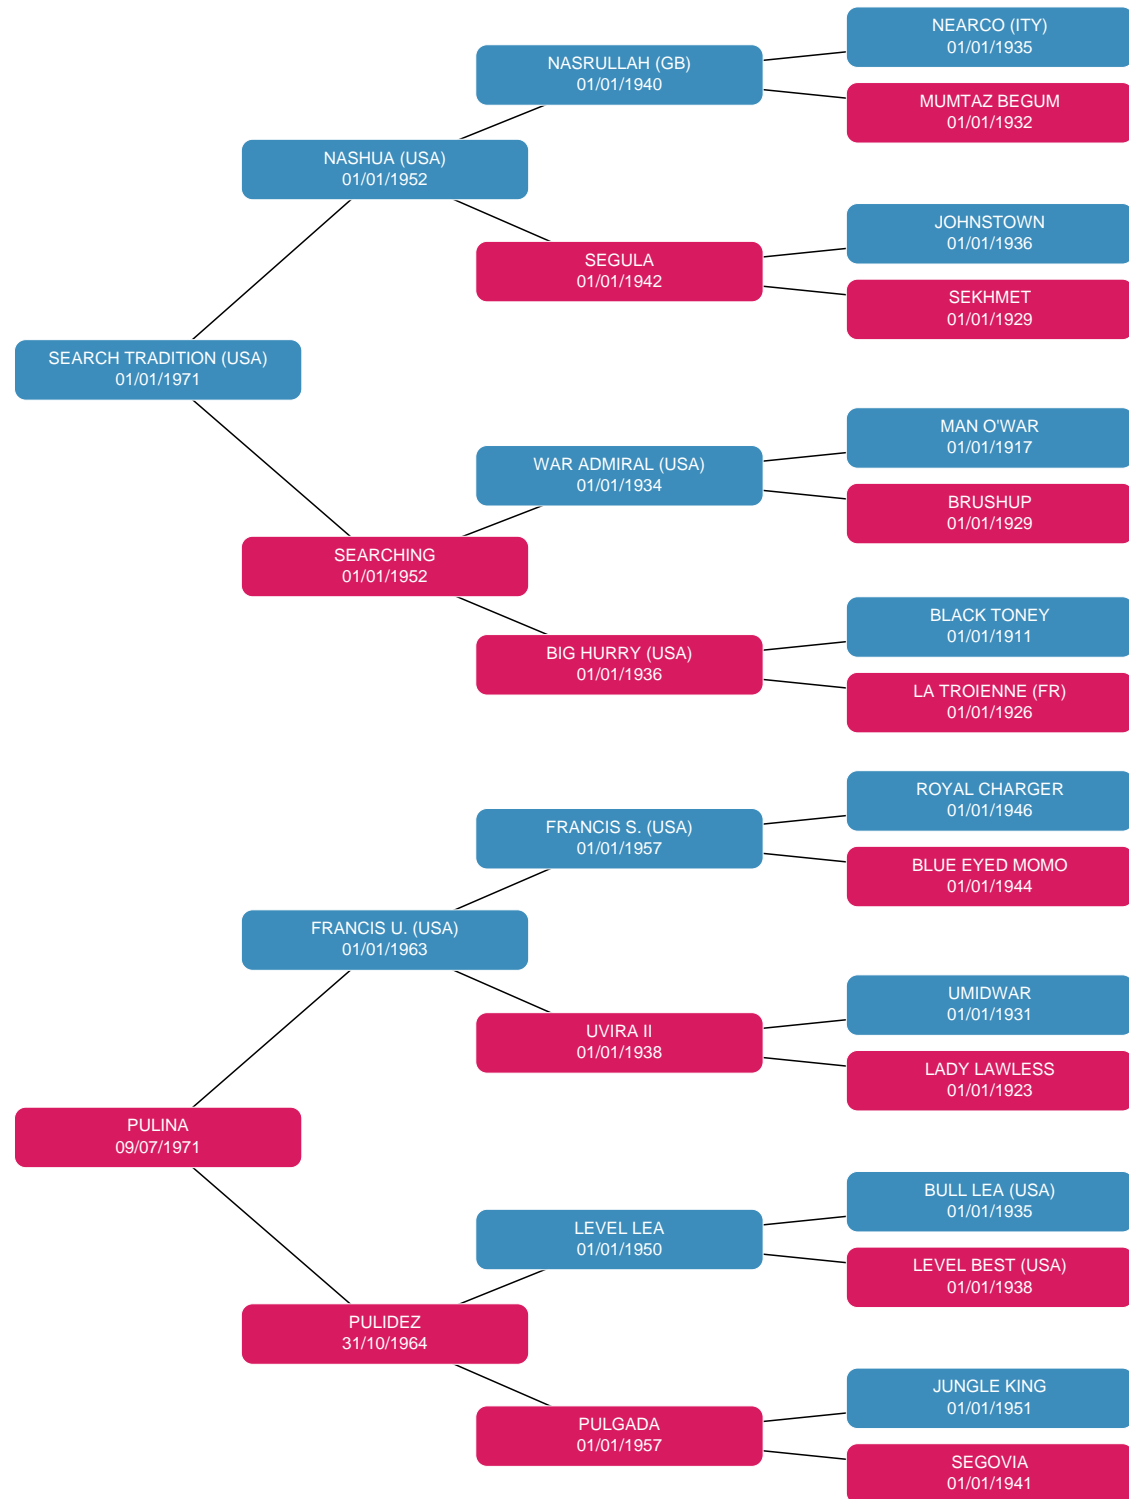 NEARCO (ITY)
01/01/1935
NASRULLAH (GB)
01/01/1940
MUMTAZ BEGUM
01/01/1932
NASHUA (USA)
01/01/1952
JOHNSTOWN
01/01/1936
SEGULA
01/01/1942
SEKHMET
01/01/1929
SEARCH TRADITION (USA)
01/01/1971
MAN O'WAR
01/01/1917
WAR ADMIRAL (USA)
01/01/1934
BRUSHUP
01/01/1929
SEARCHING
01/01/1952
BLACK TONEY
01/01/1911
BIG HURRY (USA)
01/01/1936
LA TROIENNE (FR)
01/01/1926
ROYAL CHARGER
01/01/1946
FRANCIS S. (USA)
01/01/1957
BLUE EYED MOMO
01/01/1944
FRANCIS U. (USA)
01/01/1963
UMIDWAR
01/01/1931
UVIRA II
01/01/1938
LADY LAWLESS
01/01/1923
PULINA
09/07/1971
BULL LEA (USA)
01/01/1935
LEVEL LEA
01/01/1950
LEVEL BEST (USA)
01/01/1938
PULIDEZ
31/10/1964
JUNGLE KING
01/01/1951
PULGADA
01/01/1957
SEGOVIA
01/01/1941